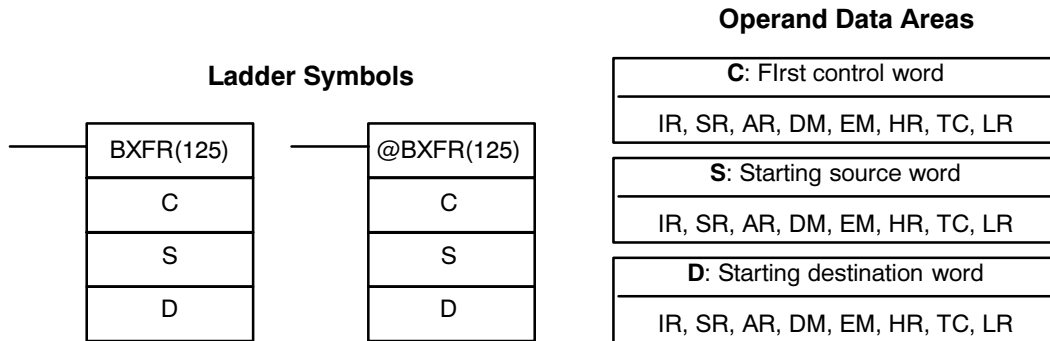 Ladder Symbols
BXFR(125)
C
S
D
@BXFR(125)
C
S
D
Operand Data Areas
C: FIrst control word
IR, SR, AR, DM, EM, HR, TC, LR
S: Starting source word
IR, SR, AR, DM, EM, HR, TC, LR
D: Starting destination word
IR, SR, AR, DM, EM, HR, TC, LR